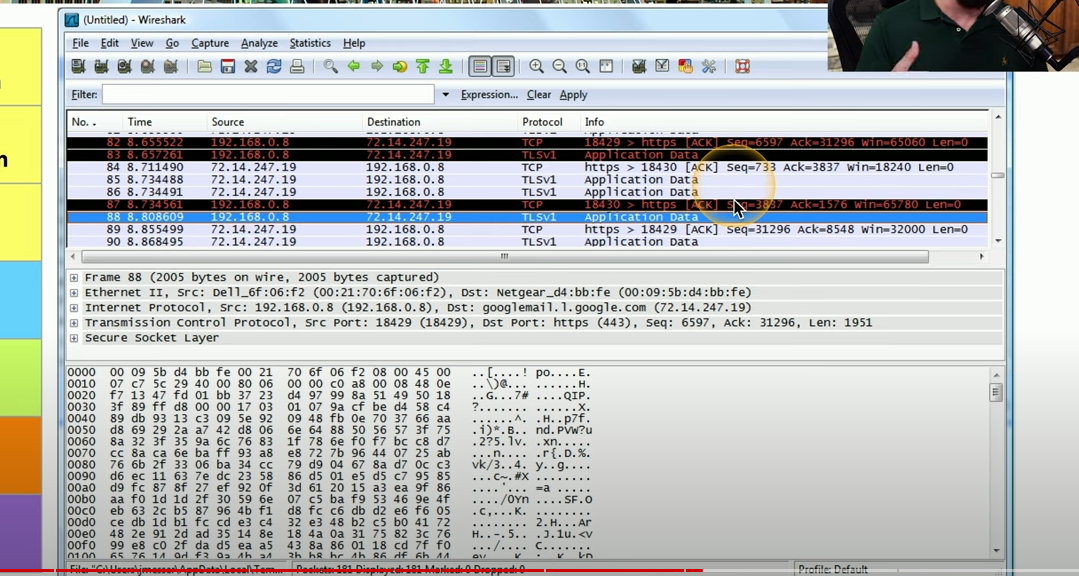 (Untitled) - Wireshark
File Edit View Go Capture Analyze Statistics Help
Filter: Expression... Clear Apply
No. . Time Source Destination Protocol Info
82 8.655522 192.168.0.8 72.14.247.19 TCP 18429 > https [ACK] Seq=6597 Ack=31296 Win=65060 Len=0
83 8.657261 192.168.0.8 72.14.247.19 TLSv1 Application Data
84 8.711490 72.14.247.19 192.168.0.8 TCP https > 18430 [ACK] Seq=733 Ack=3837 Win=18240 Len=0
85 8.734488 72.14.247.19 192.168.0.8 TLSv1 Application Data
86 8.734491 72.14.247.19 192.168.0.8 TLSv1 Application Data
87 8.734561 192.168.0.8 72.14.247.19 TCP 18430 > https [ACK] Seq=3837 Ack=1576 Win=65780 Len=0
88 8.808609 192.168.0.8 72.14.247.19 TLSv1 Application Data
89 8.855499 72.14.247.19 192.168.0.8 TCP https > 18429 [ACK] Seq=31296 Ack=8548 Win=32000 Len=0
90 8.868495 72.14.247.19 192.168.0.8 TLSv1 Application Data
Frame 88 (2005 bytes on wire, 2005 bytes captured)
Ethernet II, Src: Dell_6f:06:f2 (00:21:70:6f:06:f2), Dst: Netgear_d4:bb:fe (00:09:5b:d4:bb:fe)
Internet Protocol, Src: 192.168.0.8 (192.168.0.8), Dst: googlemail.l.google.com (72.14.247.19)
Transmission Control Protocol, Src Port: 18429 (18429), Dst Port: https (443), Seq: 6597, Ack: 31296, Len: 1951
Secure Socket Layer
0000 00 09 5b d4 bb fe 00 21 70 6f 06 f2 08 00 45 00 ..[....! po....E.
0010 07 c5 5c 29 40 00 80 06 00 00 c0 a8 00 08 48 0e ..\)@... ......H.
0020 f7 13 47 fd 01 bb 37 23 d4 97 99 8a 51 49 50 18 ..G...7# ....QIP.
0030 3f 89 ff d8 00 00 17 03 01 07 9a cf be d4 58 c4 ?....... ......X.
0040 89 db 93 13 c3 09 5e 92 09 48 fb 0e 70 37 66 aa ......^. .H..p7f.
0050 d8 69 29 2a a7 42 d8 06 6e 64 88 50 56 57 3f 75 .i)*.B.. nd.PVW?u
0060 8a 32 3f 35 9a 6c 76 83 1f 78 6e f0 f7 bc c8 d7 .2?5.lv. .xn.....
0070 cc 8a ca 6e ba ff 93 a8 e8 72 7b 96 44 07 25 ab ...n.... .r{.D.%.
0080 76 6b 2f 33 06 ba 34 cc 79 d9 04 67 8a d7 0c c3 vk/3..4. y..g....
0090 d6 ec 11 63 7e dc 23 58 86 d5 01 e5 d5 c7 95 85 ...c~.#X ........
00a0 d9 fc 87 8f 27 ef 92 0f 3d 61 20 15 a3 ea 9f 86 ....'... =a .....
00b0 aa f0 1d 1d 2f 30 59 6e 07 c5 ba f9 53 46 9e 4f ..../0Yn ....SF.O
00c0 eb 63 2c b5 87 96 4b f1 d8 fc c6 db d2 e6 f6 05 .c,...K. ........
00d0 ce db 1d b1 fc cd e3 c4 32 e3 48 b2 c5 b0 41 72 ........ 2.H...Ar
00e0 48 2e 91 2d ad 35 14 8e 18 4a 0a 31 75 82 3c 76 H..-.5.. .J.1u.<v
00f0 99 e8 c0 2f da d5 ea a5 43 8a 86 01 18 cd 7f f0 .../.... C.......
Profile: Default